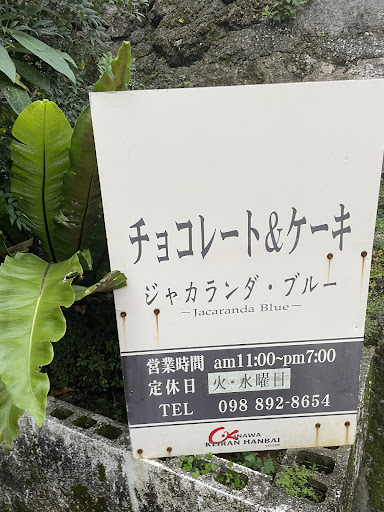 チョコレート&ケーキ
ジャカランダ・ブルー
−Jacaranda Blue−
営業時間 am11:00~pm7:00
定休日 火・水曜日
TEL 098 892-8654
OKINAWA
KEIRAN HANBAI